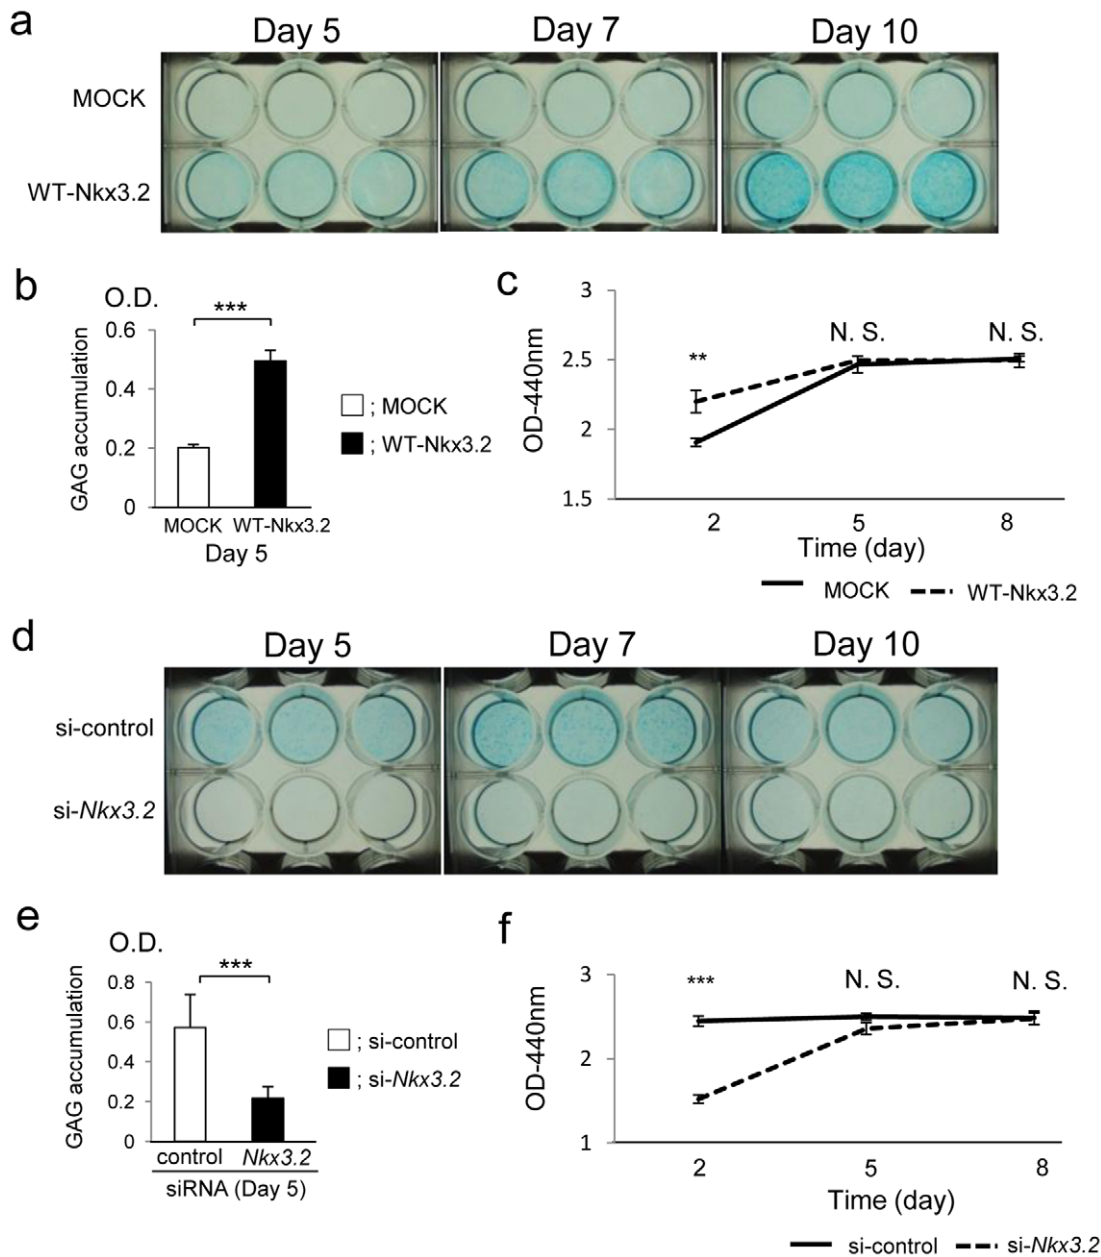 a
Day 5 Day 7 Day 10
MOCK
WT-Nkx3.2
b
O.D.
***
GAG accumulation
0.6
0.4
0.2
0
MOCK WT-Nkx3.2
Day 5
; MOCK
; WT-Nkx3.2
c
OD-440nm
3
2.5
2
1.5
**
N. S.
N. S.
2 5 8
Time (day)
MOCK WT-Nkx3.2
d
Day 5 Day 7 Day 10
si-control
si-Nkx3.2
e
O.D.
***
GAG accumulation
0.8
0.6
0.4
0.2
0
control Nkx3.2
siRNA (Day 5)
; si-control
; si-Nkx3.2
f
OD-440nm
3
2
1
***
N. S.
N. S.
2 5 8
Time (day)
si-control si-Nkx3.2